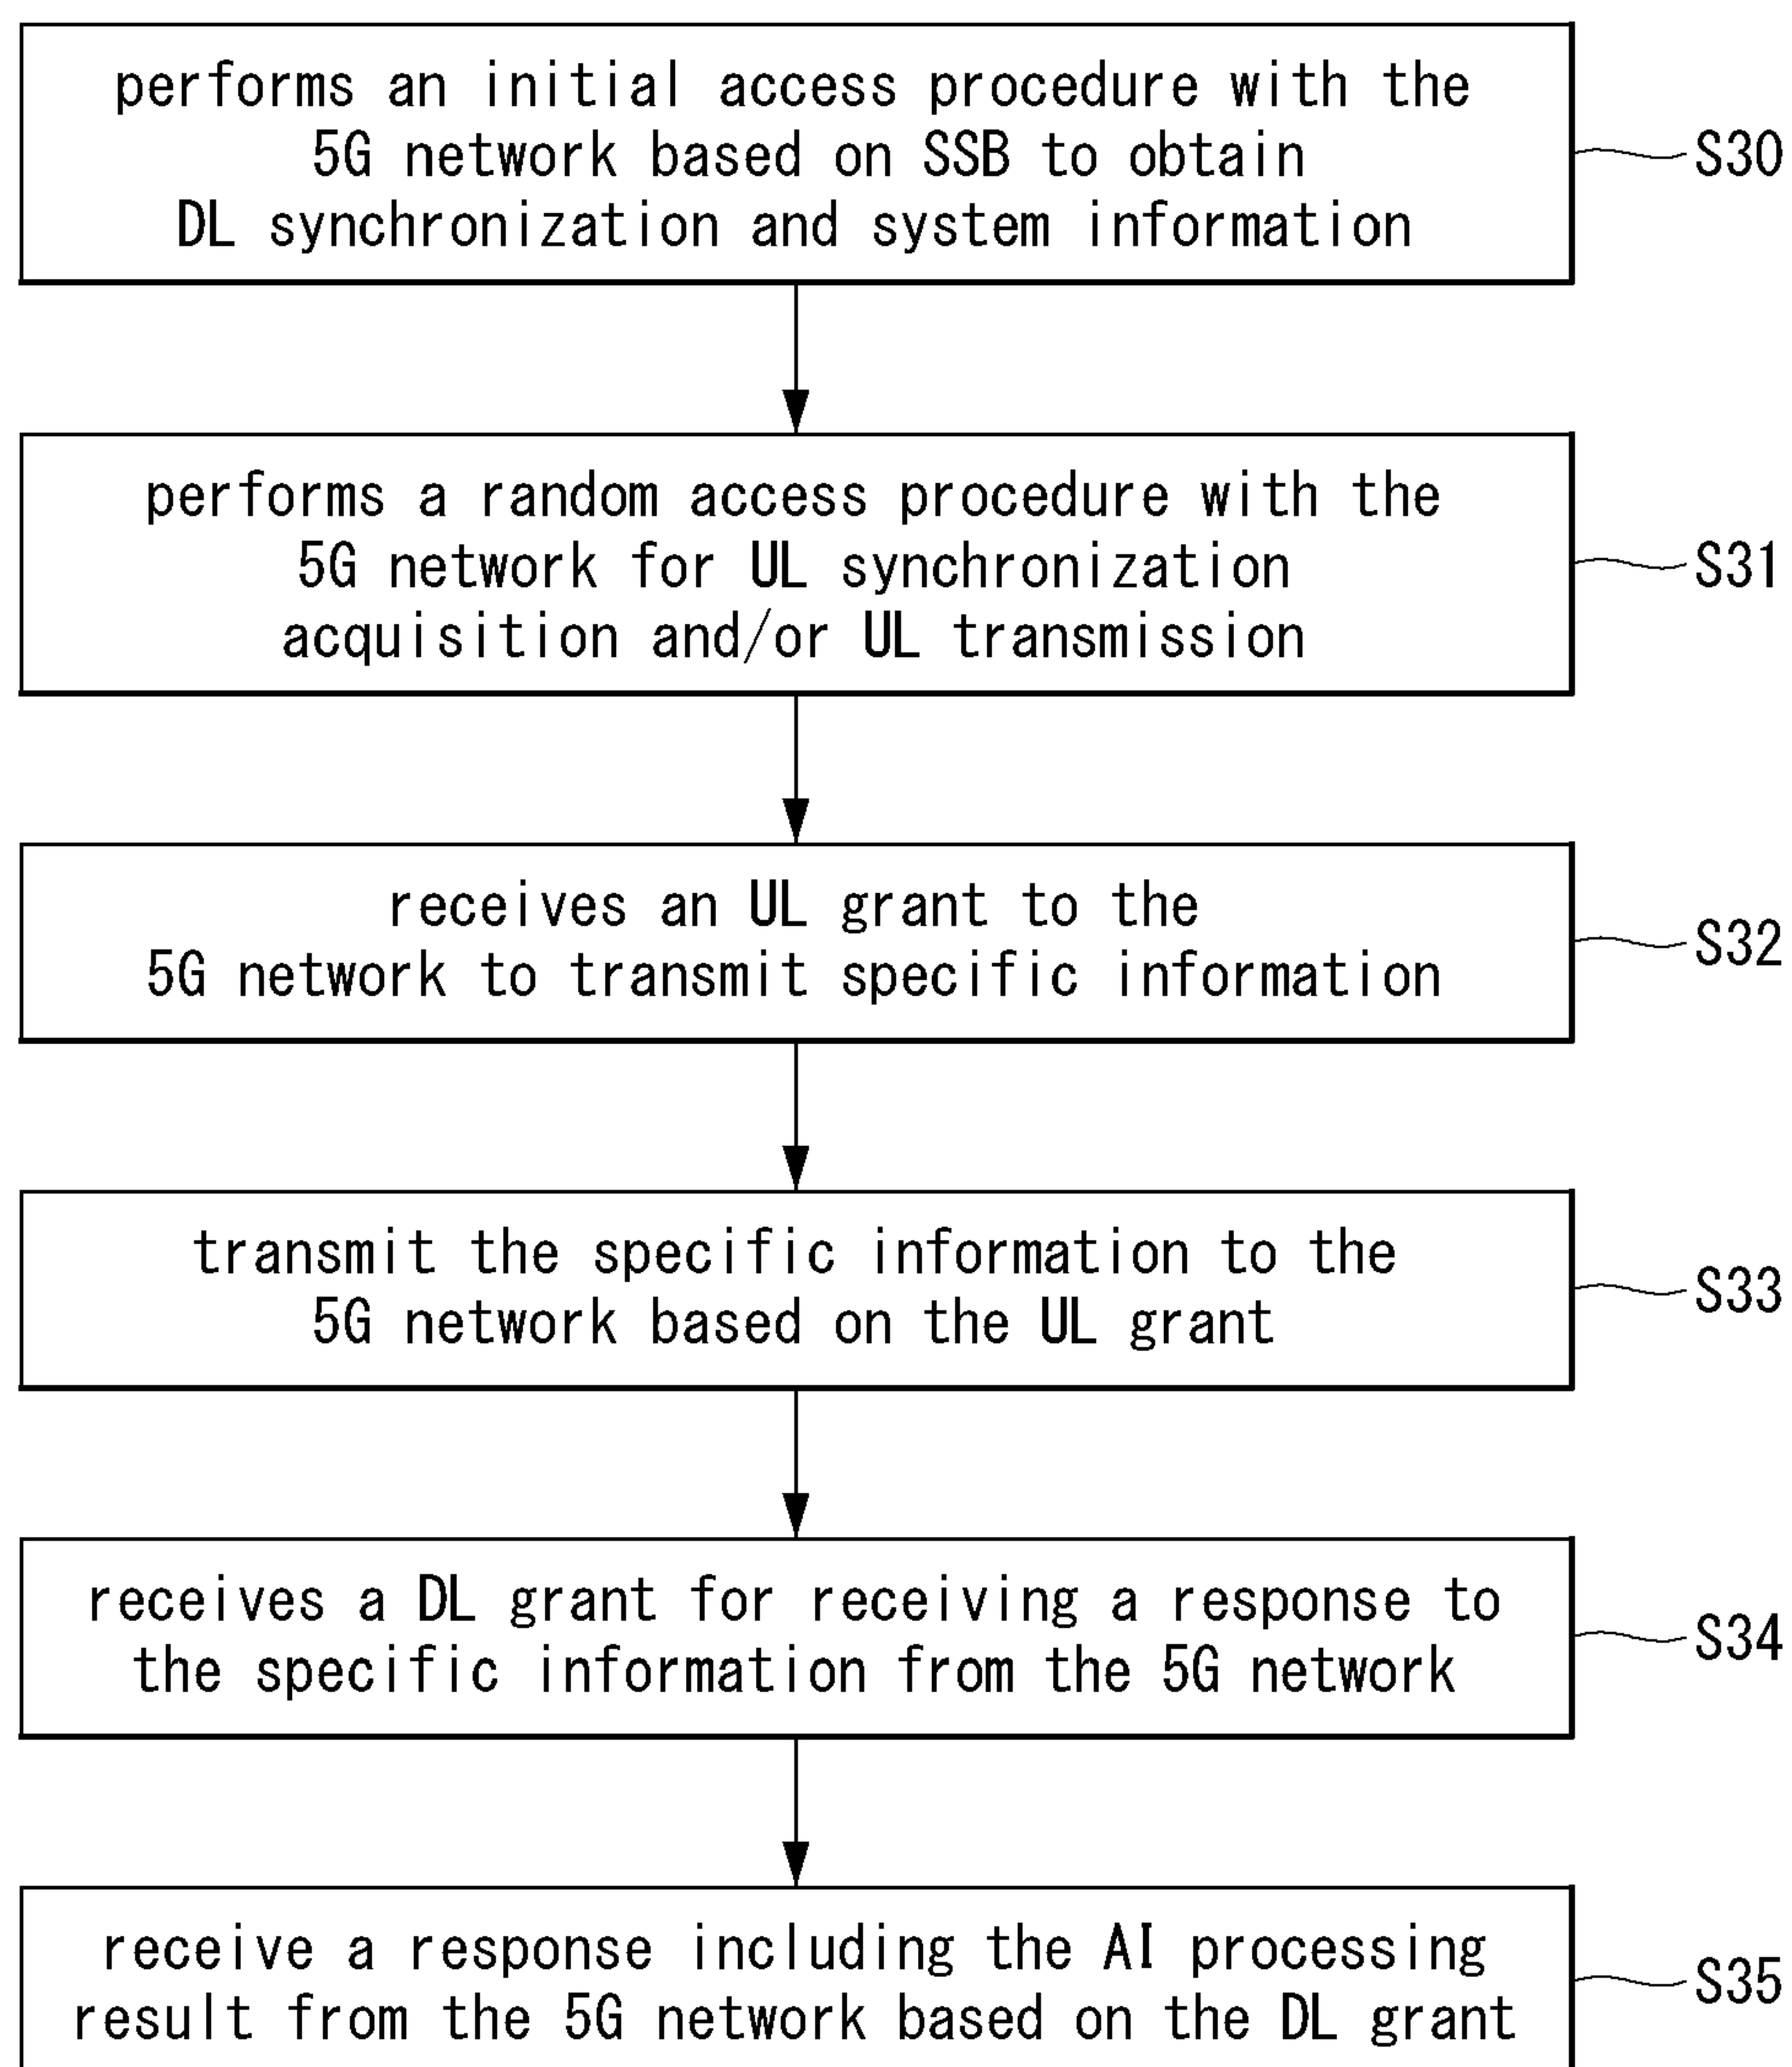 performs an initial access procedure with the
5G network based on SSB to obtain
DL synchronization and system information
S30
performs a random access procedure with the
5G network for UL synchronization
acquisition and/or UL transmission
S31
receives an UL grant to the
5G network to transmit specific information
S32
transmit the specific information to the
5G network based on the UL grant
S33
receives a DL grant for receiving a response to
the specific information from the 5G network
S34
receive a response including the AI processing
result from the 5G network based on the DL grant
S35